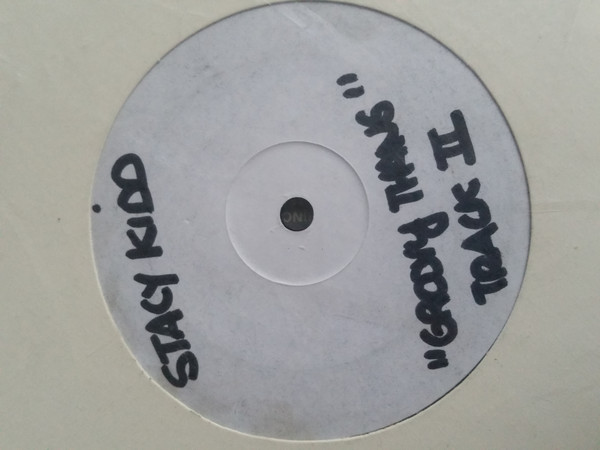 STACY KIDD
"GROOVY THANG"
TRACK II